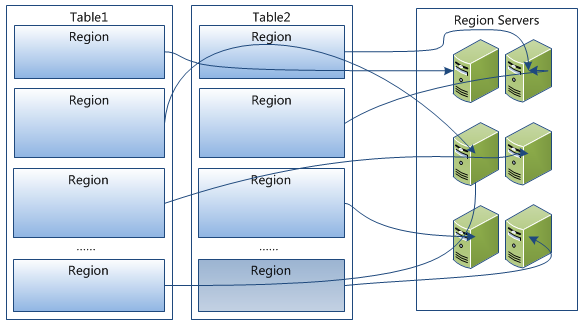 Table1
Region
Region
Region
......
Region
Table2
Region
Region
Region
......
Region
Region Servers